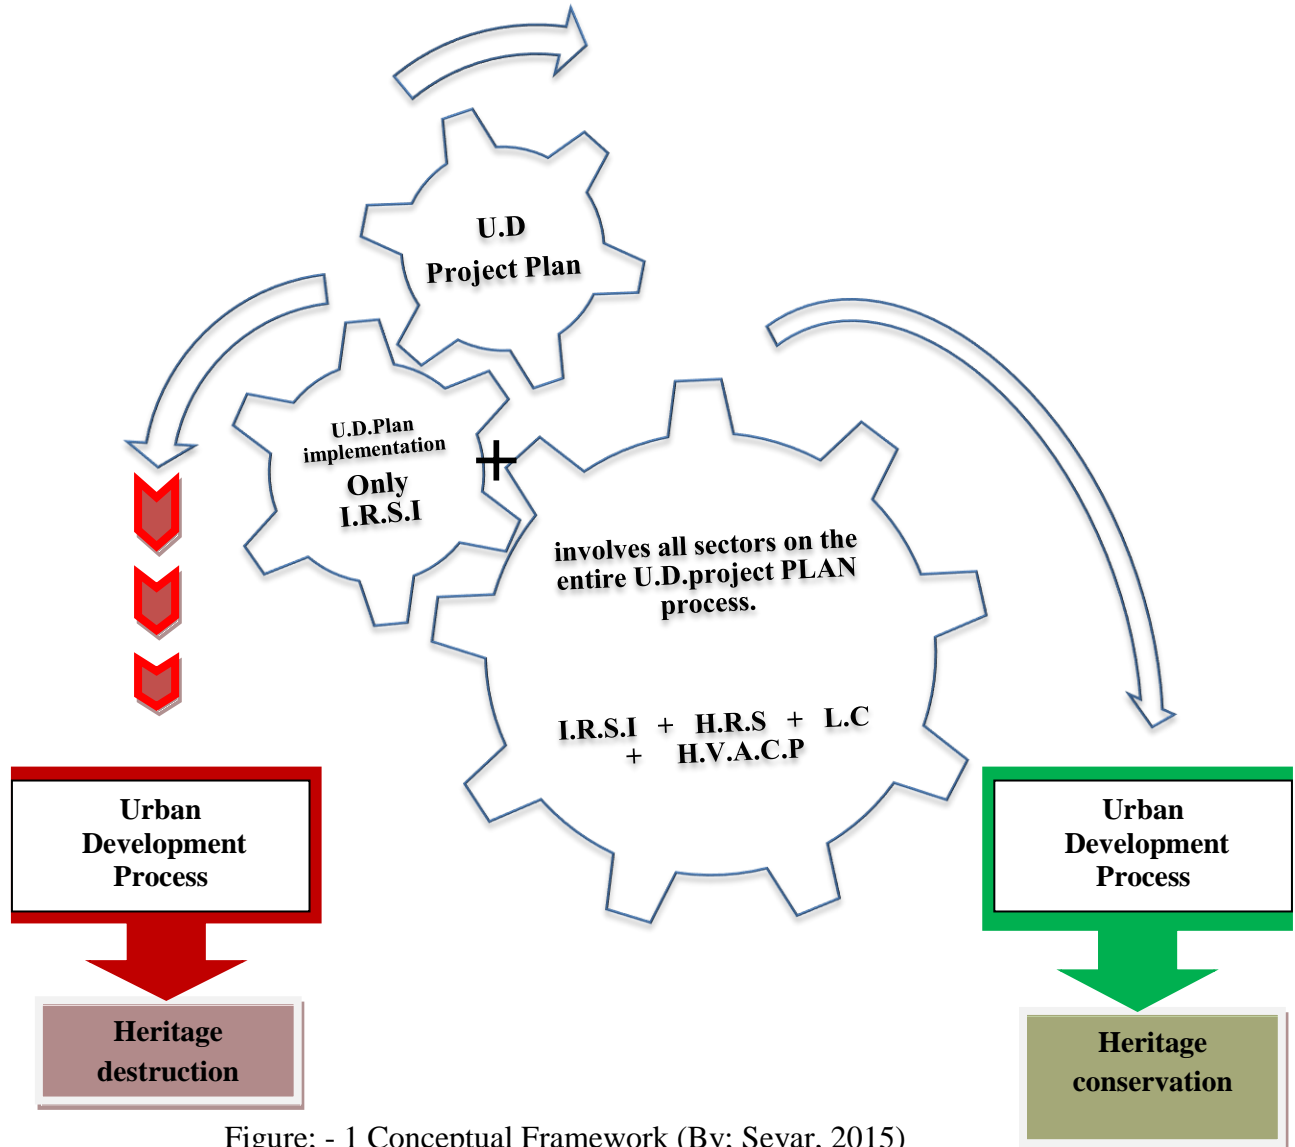 U.D
Project Plan
U.D.Plan
implementation
Only
I.R.S.I
+
involves all sectors on the
entire U.D.project PLAN
process.
I.R.S.I + H.R.S + L.C
+ H.V.A.C.P
Urban
Development
Process
Heritage
destruction
Urban
Development
Process
Heritage
conservation
Figure: - 1 Conceptual Framework (By: Seyar, 2015)